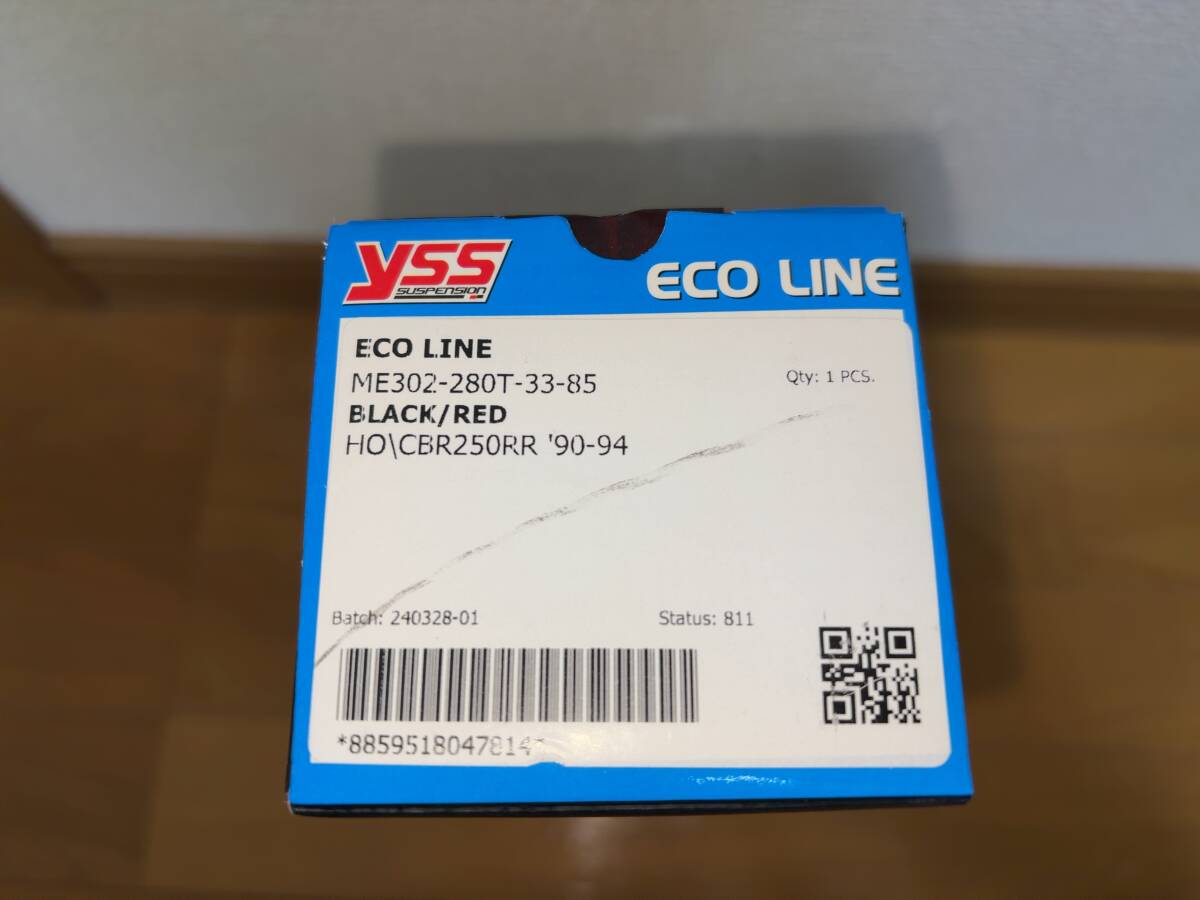 YSS
SUSPENSION
ECO LINE
ECO LINE
ME302-280T-33-85
Qty: 1 PCS.
BLACK/RED
HO\CBR250RR '90-94
Batch: 240328-01
Status: 811
*8859518047814*